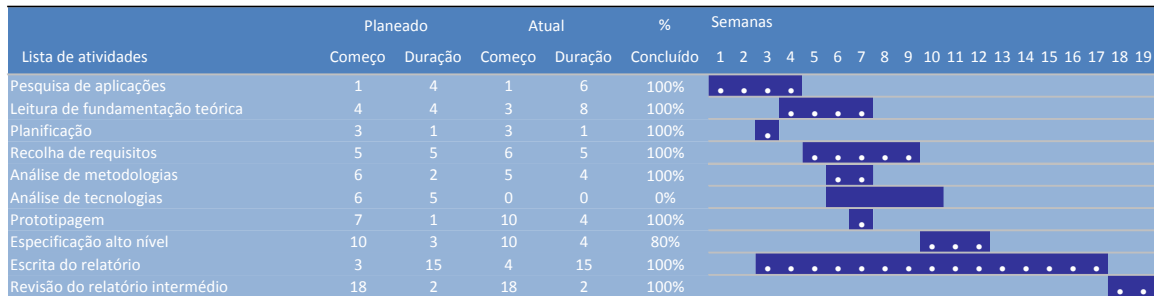 Planeado Atual % Semanas
Lista de atividades Começo Duração Começo Duração Concluído 1 2 3 4 5 6 7 8 9 10 11 12 13 14 15 16 17 18 19
Pesquisa de aplicações 1 4 1 6 100%
Leitura de fundamentação teórica 4 4 3 8 100%
Planificação 3 1 3 1 100%
Recolha de requisitos 5 5 6 5 100%
Análise de metodologias 6 2 5 4 100%
Análise de tecnologias 6 5 0 0 0%
Prototipagem 7 1 10 4 100%
Especificação alto nível 10 3 10 4 80%
Escrita do relatório 3 15 4 15 100%
Revisão do relatório intermédio 18 2 18 2 100%